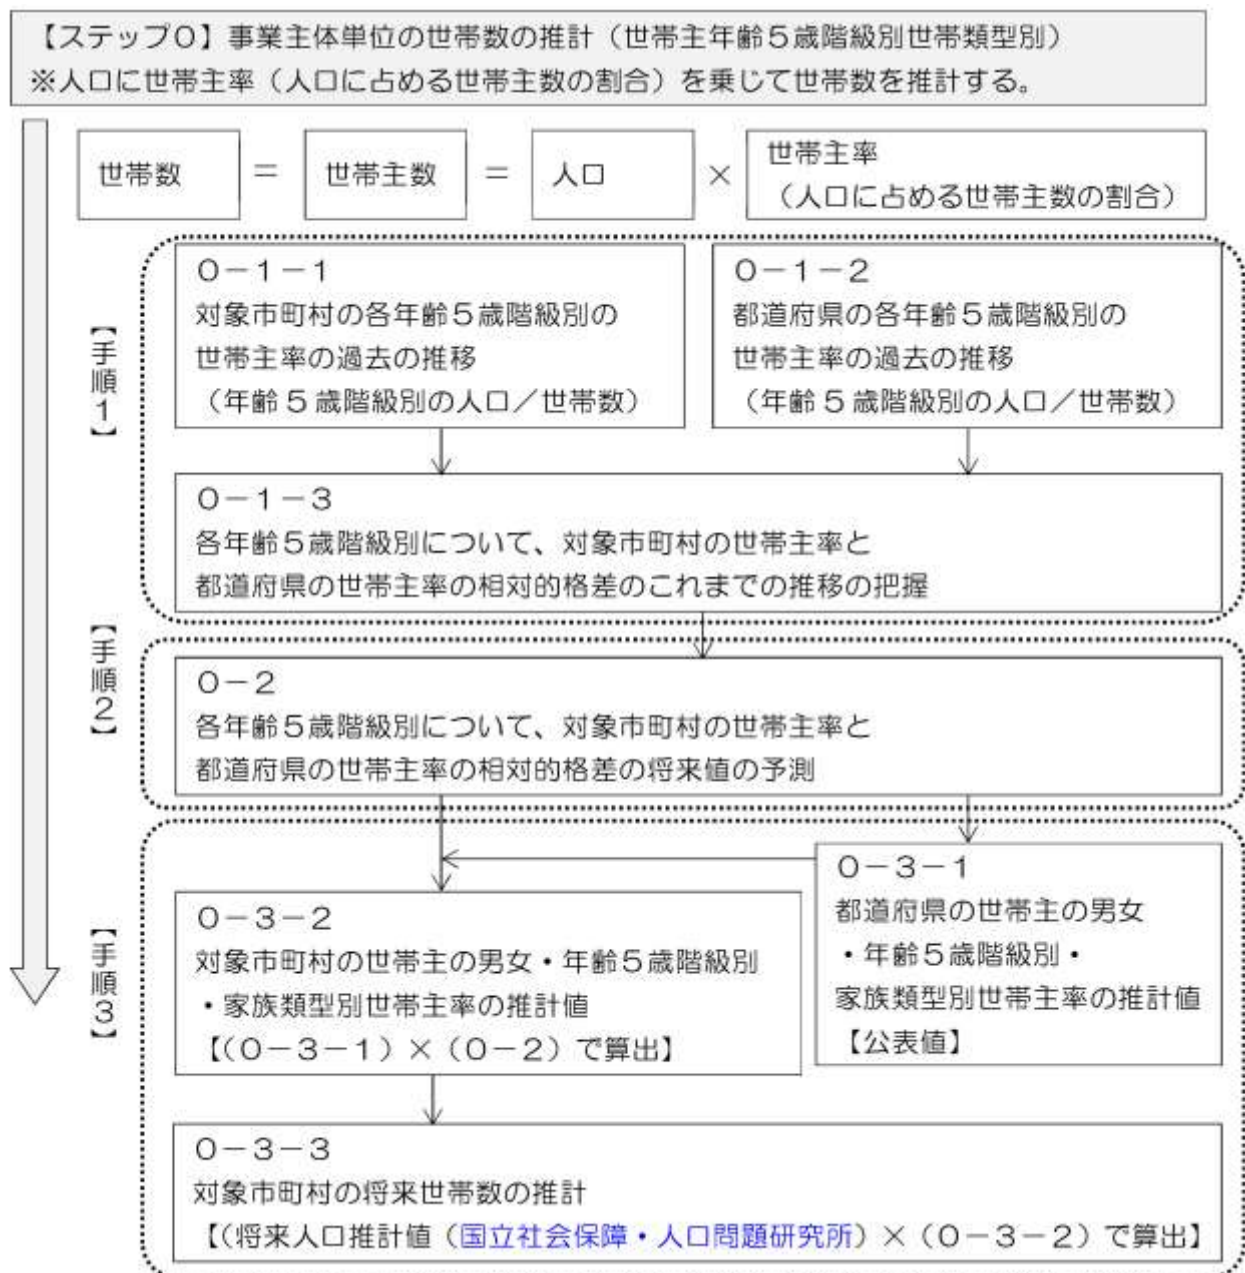 【ステップ０】事業主体単位の世帯数の推計（世帯主年齢５歳階級別世帯類型別）
※人口に世帯主率（人口に占める世帯主数の割合）を乗じて世帯数を推計する。
世帯数 ＝ 世帯主数 ＝ 人口 × 世帯主率
（人口に占める世帯主数の割合）
【手順１】
０－１－１
対象市町村の各年齢５歳階級別の
世帯主率の過去の推移
（年齢５歳階級別の人口／世帯数）
０－１－２
都道府県の各年齢５歳階級別の
世帯主率の過去の推移
（年齢５歳階級別の人口／世帯数）
０－１－３
各年齢５歳階級別について、対象市町村の世帯主率と
都道府県の世帯主率の相対的格差のこれまでの推移の把握
【手順２】
０－２
各年齢５歳階級別について、対象市町村の世帯主率と
都道府県の世帯主率の相対的格差の将来値の予測
【手順３】
０－３－１
都道府県の世帯主の男女
・年齢５歳階級別・
家族類型別世帯主率の推計値
【公表値】
０－３－２
対象市町村の世帯主の男女・年齢５歳階級別
・家族類型別世帯主率の推計値
【（０－３－１）×（０－２）で算出】
０－３－３
対象市町村の将来世帯数の推計
【（将来人口推計値（国立社会保障・人口問題研究所）×（０－３－２）で算出】